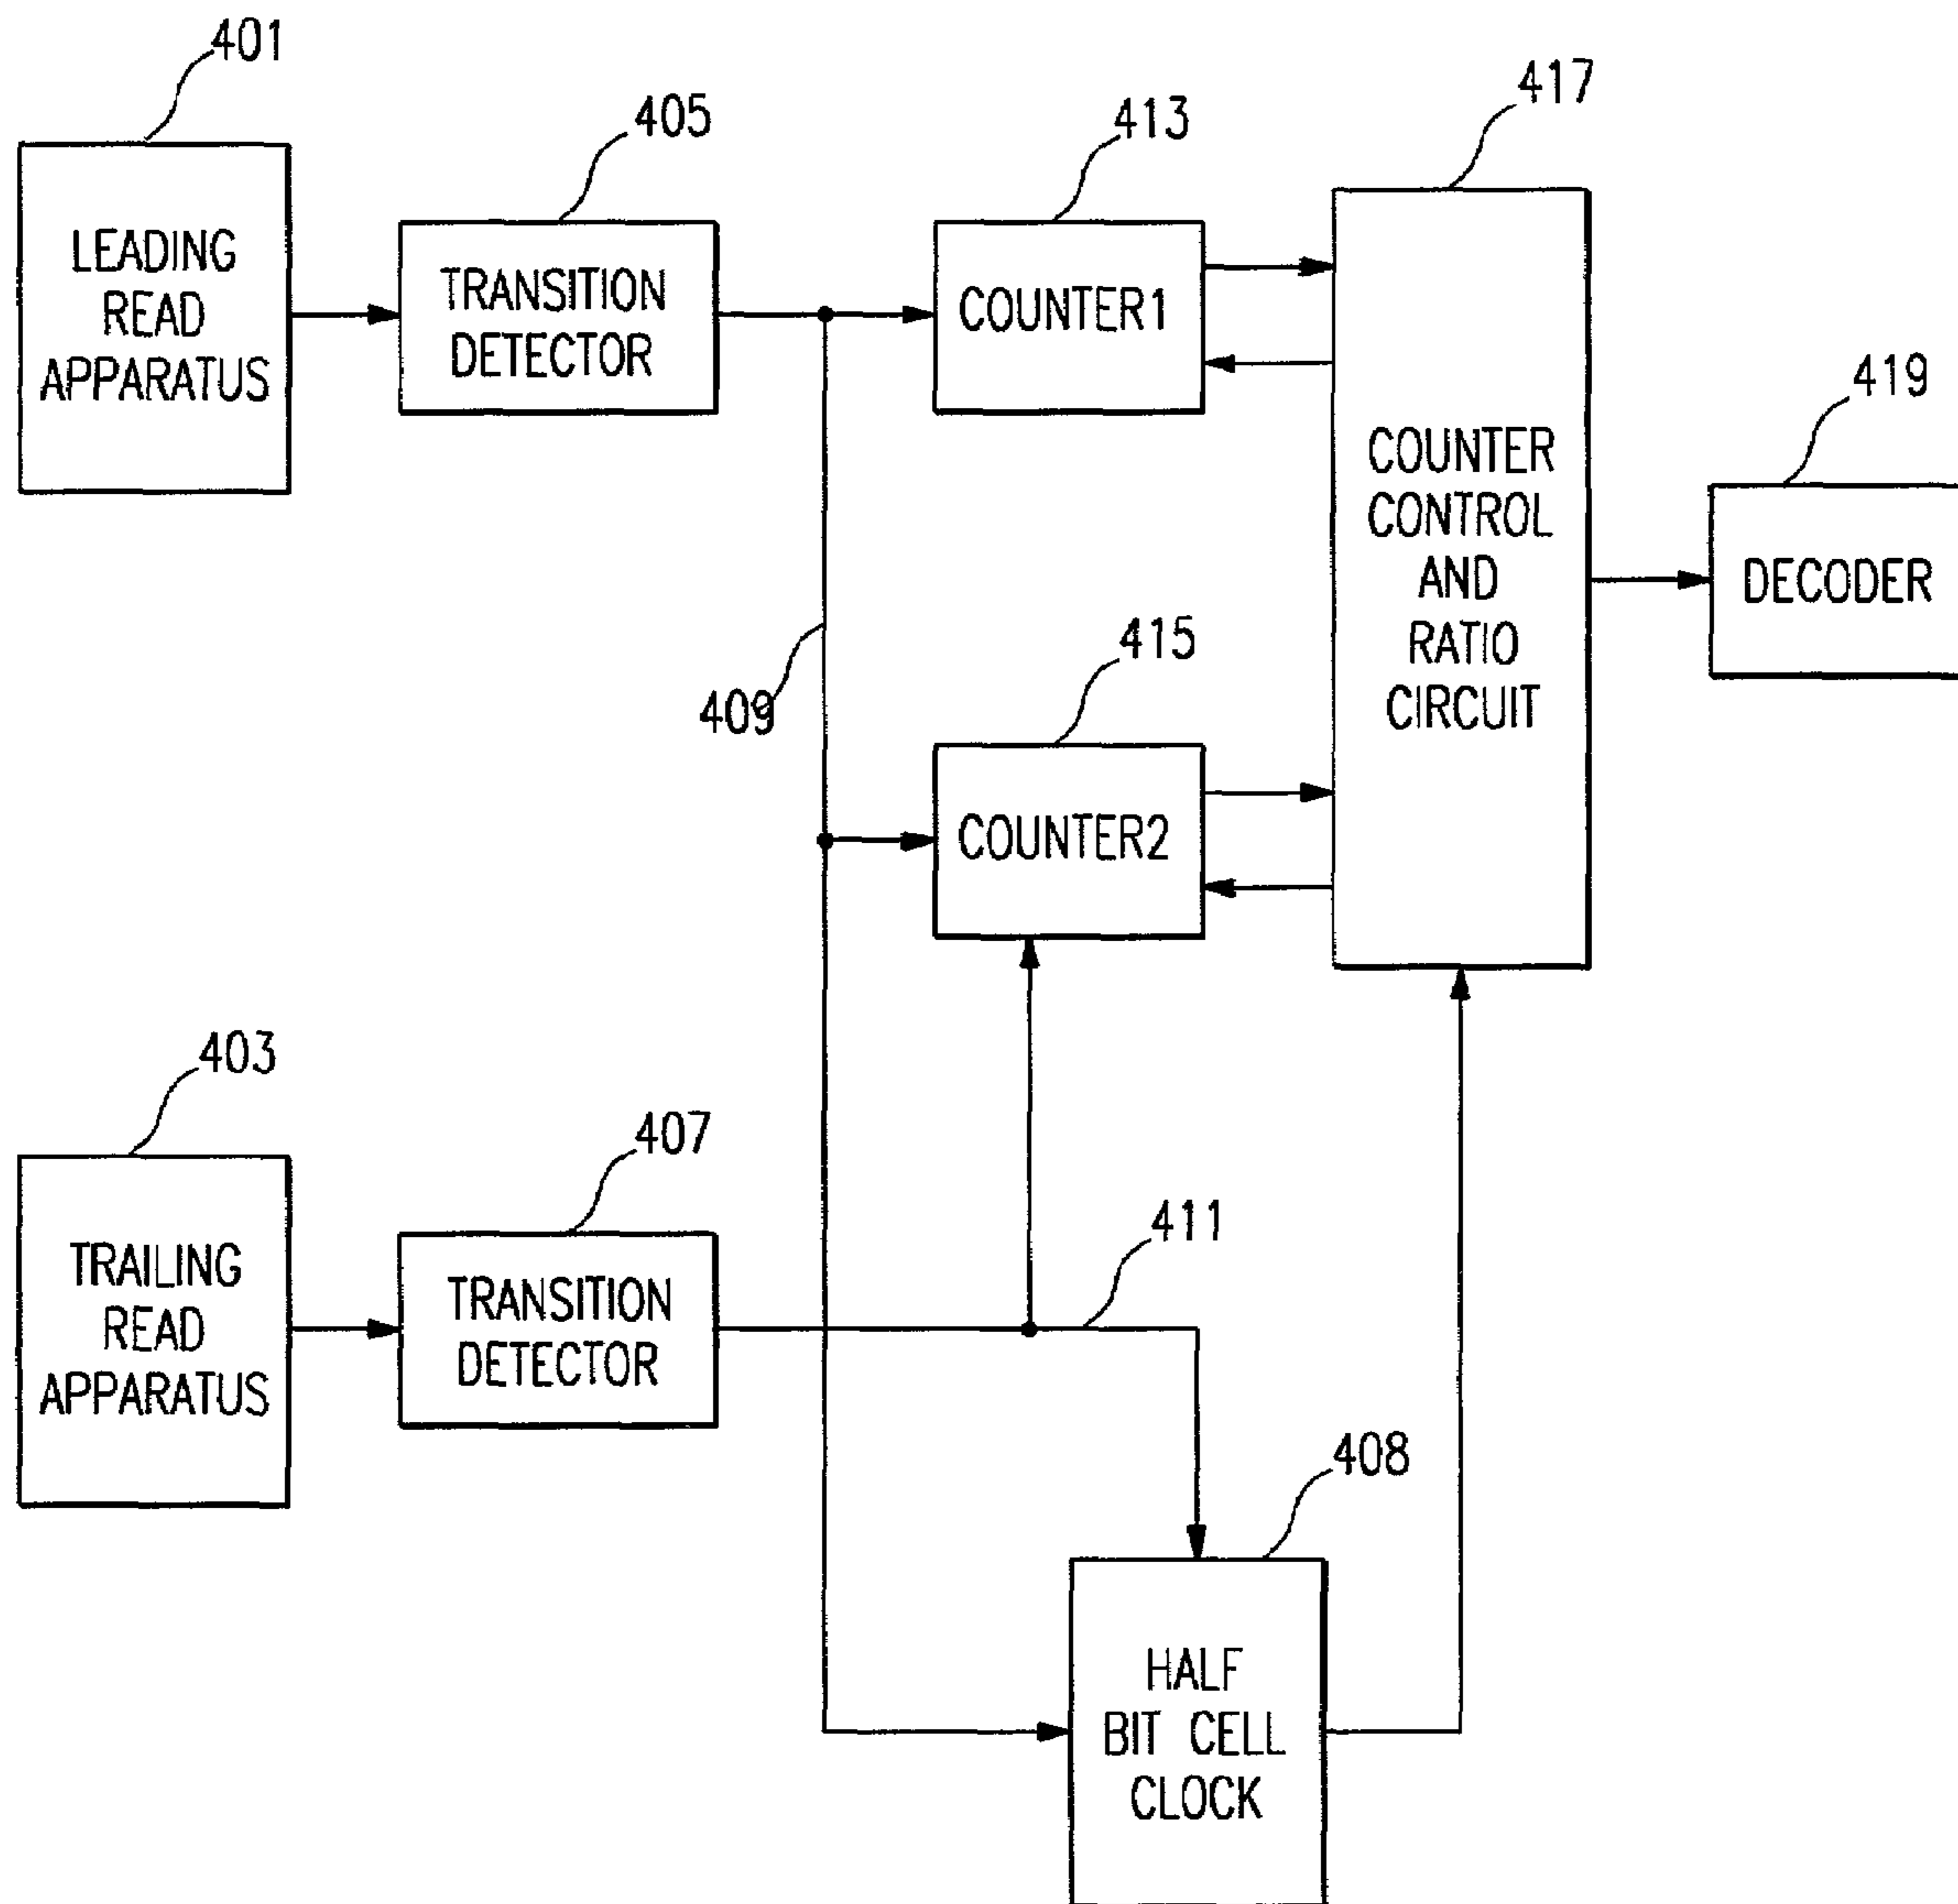 401
405
413
417
LEADING
READ
APPARATUS
TRANSITION
DETECTOR
COUNTER1
COUNTER
CONTROL
AND
RATIO
CIRCUIT
419
DECODER
409
415
COUNTER2
403
407
411
TRAILING
READ
APPARATUS
TRANSITION
DETECTOR
408
HALF
BIT CELL
CLOCK